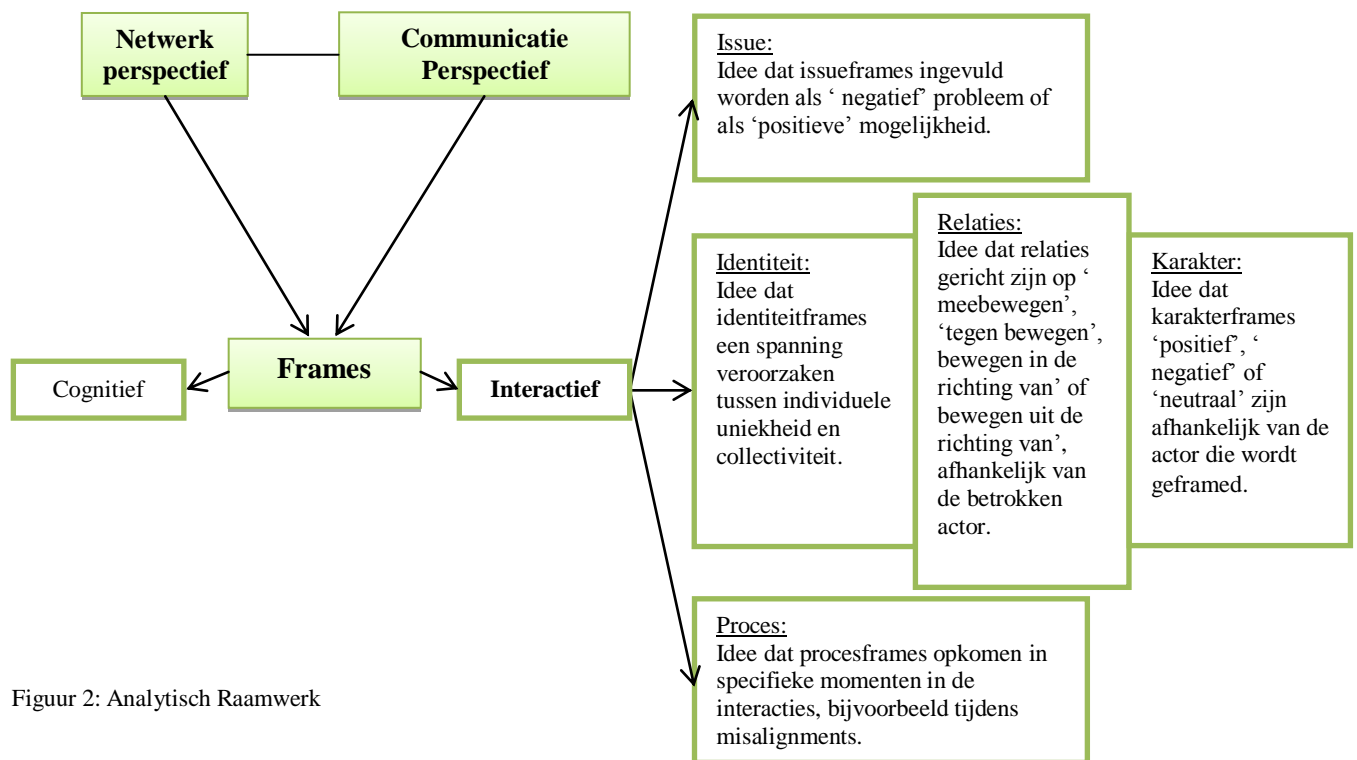 Netwerk
perspectief
Communicatie
Perspectief
Issue:
Idee dat issueframes ingevuld
worden als ‘ negatief’ probleem of
als ‘positieve’ mogelijkheid.
Frames
Cognitief
Interactief
Identiteit:
Idee dat
identiteitframes
een spanning
veroorzaken
tussen individuele
uniekheid en
collectiviteit.
Relaties:
Idee dat relaties
gericht zijn op ‘
meebewegen’,
‘tegen bewegen’,
bewegen in de
richting van’ of
bewegen uit de
richting van’,
afhankelijk van
de betrokken
actor.
Karakter:
Idee dat
karakterframes
‘positief’, ‘
negatief’ of
‘neutraal’ zijn
afhankelijk van de
actor die wordt
geframed.
Proces:
Idee dat procesframes opkomen in
specifieke momenten in de
interacties, bijvoorbeeld tijdens
misalignments.
Figuur 2: Analytisch Raamwerk